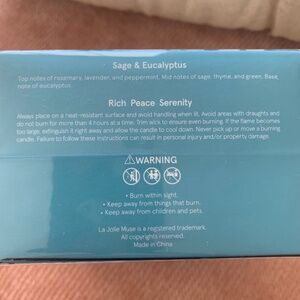 Sage & Eucalyptus
Top notes of rosemary, lavender, and peppermint. Mid notes of sage, thyme, and green. Base,
note of eucalyptus.
Rich Peace Serenity
Always place on a heat-resistant surface and avoid handling when lit. Avoid areas with draughts and
do not burn for more than 4 hours at a time. Trim wick to ensure even burning. If the flame becomes
too large, extinguish it right away and allow the candle to cool down. Never pick up or move a burning
candle. Failure to follow these instructions can result in personal injury and/or property damage.
⚠WARNING
• Burn within sight.
• Keep away from things that burn.
• Keep away from children and pets.
La Jolie Muse is a registered trademark.
All copyrights reserved.
Made in China